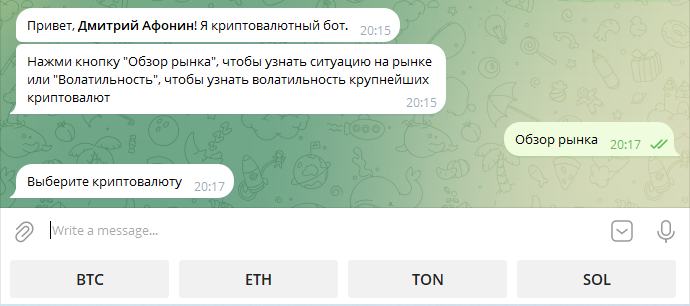 Привет, Дмитрий Афонин! Я криптовалютный бот.
20:15
Нажми кнопку "Обзор рынка", чтобы узнать ситуацию на рынке
или "Волатильность", чтобы узнать волатильность крупнейших
криптовалют
20:15
Обзор рынка 20:17
Выберите криптовалюту 20:17
Write a message...
BTC ETH TON SOL